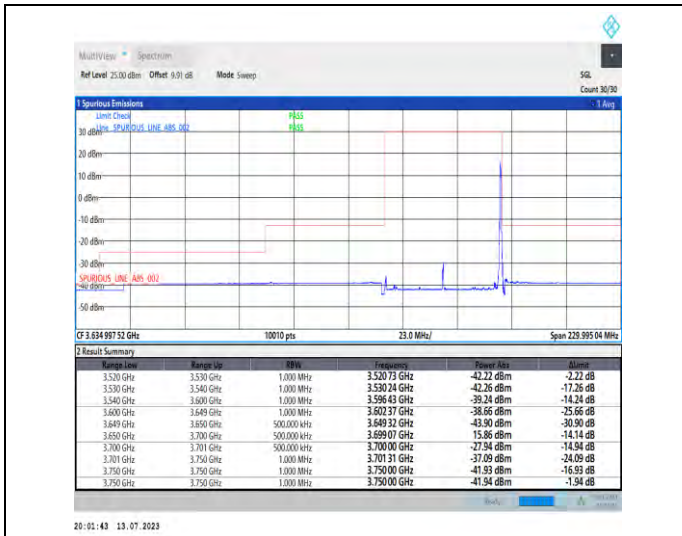 MultiView Spectrum
Ref Level 25.00 dBm Offset 9.91 dB Mode Sweep SGL
Count 30/30
1 Spurious Emissions 1 Avg
Limit Check PASS
Line SPURIOUS_LINE_ABS_002 PASS
30 dBm
20 dBm
10 dBm
0 dBm
-10 dBm
-20 dBm
-30 dBm
SPURIOUS_LINE_ABS_002
-40 dBm
-50 dBm
CF 3.634 997 52 GHz 10010 pts 23.0 MHz/ Span 229.995 04 MHz
2 Result Summary
Range Low Range Up RBW Frequency Power Abs ΔLimit
3.520 GHz 3.530 GHz 1.000 MHz 3.520 73 GHz -42.22 dBm -2.22 dB
3.530 GHz 3.540 GHz 1.000 MHz 3.530 24 GHz -42.26 dBm -17.26 dB
3.540 GHz 3.600 GHz 1.000 MHz 3.596 43 GHz -39.24 dBm -14.24 dB
3.600 GHz 3.649 GHz 1.000 MHz 3.602 37 GHz -38.66 dBm -25.66 dB
3.649 GHz 3.650 GHz 500.000 kHz 3.649 32 GHz -43.90 dBm -30.90 dB
3.650 GHz 3.700 GHz 500.000 kHz 3.699 07 GHz 15.86 dBm -14.14 dB
3.700 GHz 3.701 GHz 500.000 kHz 3.700 00 GHz -27.94 dBm -14.94 dB
3.701 GHz 3.750 GHz 1.000 MHz 3.701 31 GHz -37.09 dBm -24.09 dB
3.750 GHz 3.750 GHz 1.000 MHz 3.750 00 GHz -41.93 dBm -16.93 dB
3.750 GHz 3.750 GHz 1.000 MHz 3.750 00 GHz -41.94 dBm -1.94 dB
Ready
20:01:43 13.07.2023